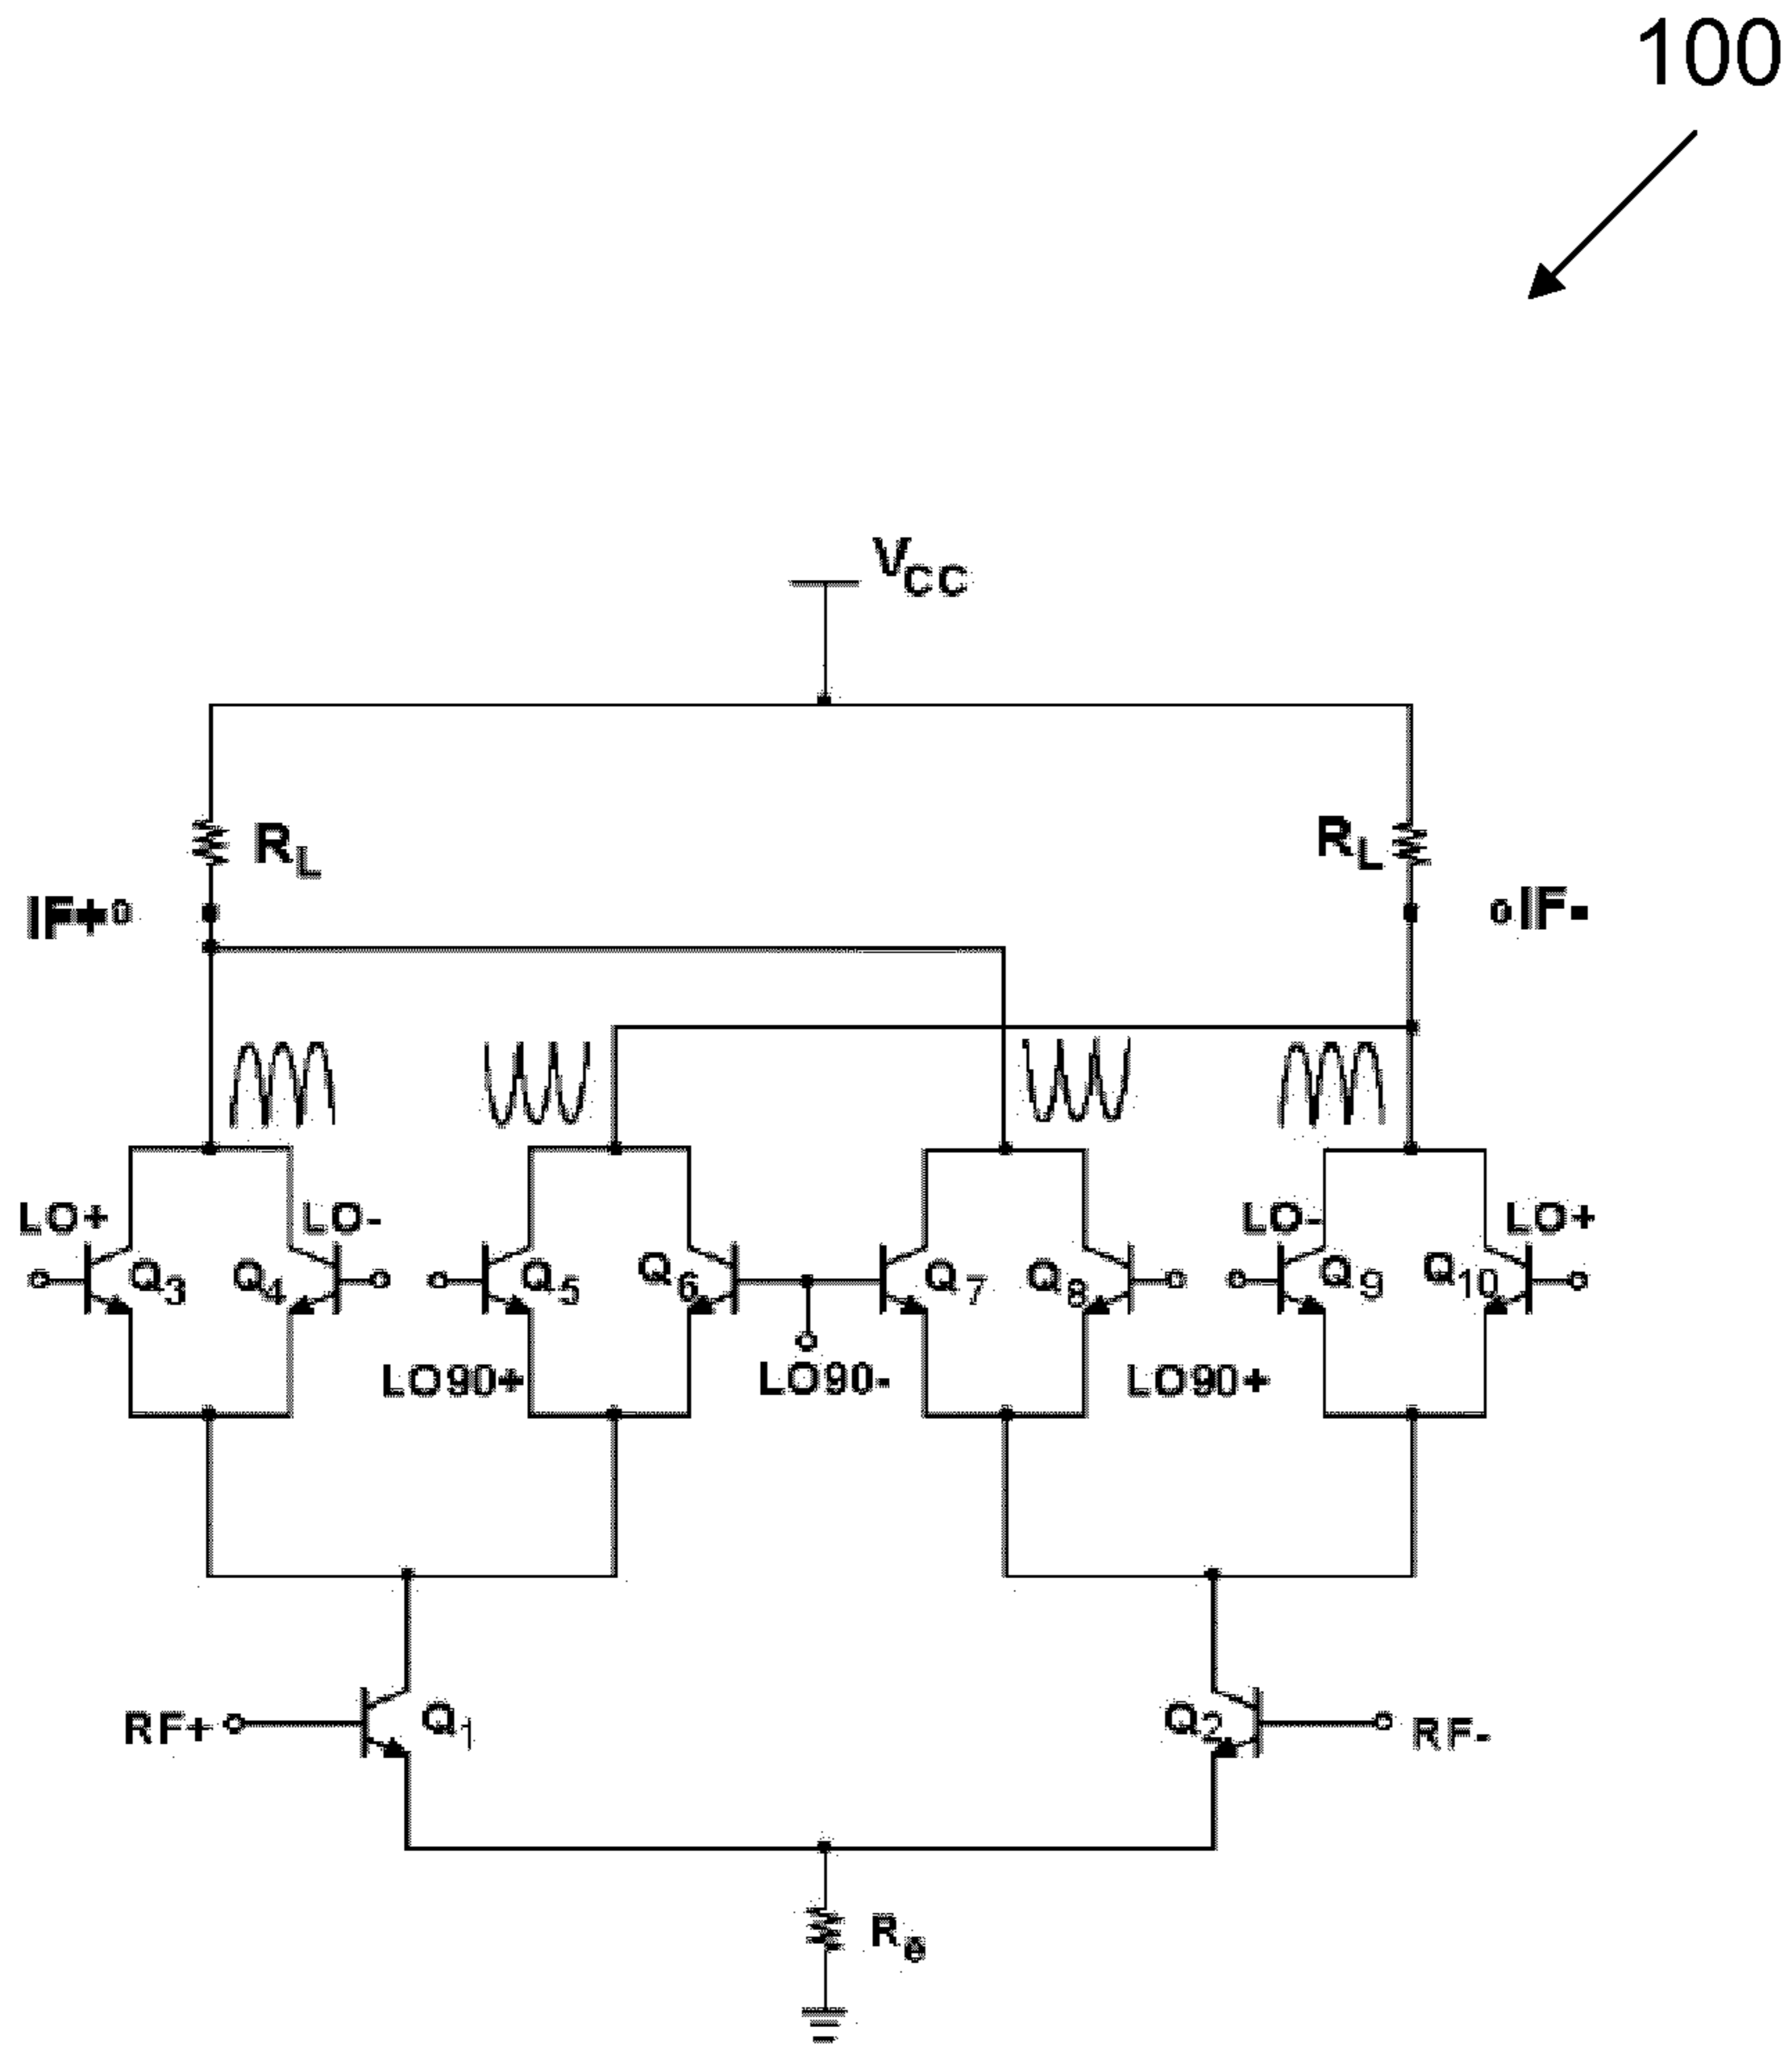 100
VCC
RL
RL
IF+
IF-
LO+
LO-
LO-
LO+
Q3
Q4
Q5
Q6
Q7
Q8
Q9
Q10
LO90+
LO90-
LO90+
RF+
Q1
Q2
RF-
Re